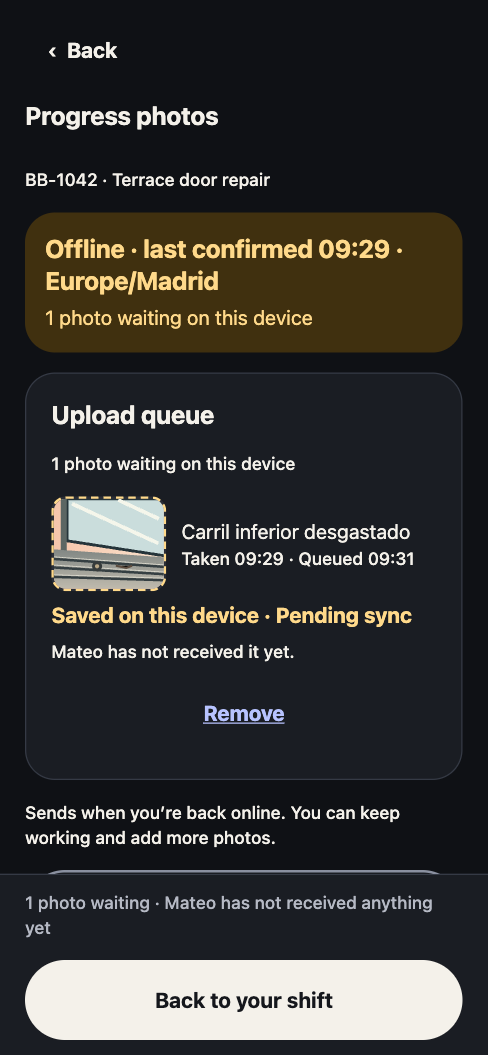 ‹ Back
Progress photos
BB-1042 · Terrace door repair
Offline · last confirmed 09:29 ·
Europe/Madrid
1 photo waiting on this device
Upload queue
1 photo waiting on this device
Carril inferior desgastado
Taken 09:29 · Queued 09:31
Saved on this device · Pending sync
Mateo has not received it yet.
Remove
Sends when you’re back online. You can keep
working and add more photos.
1 photo waiting · Mateo has not received anything
yet
Back to your shift